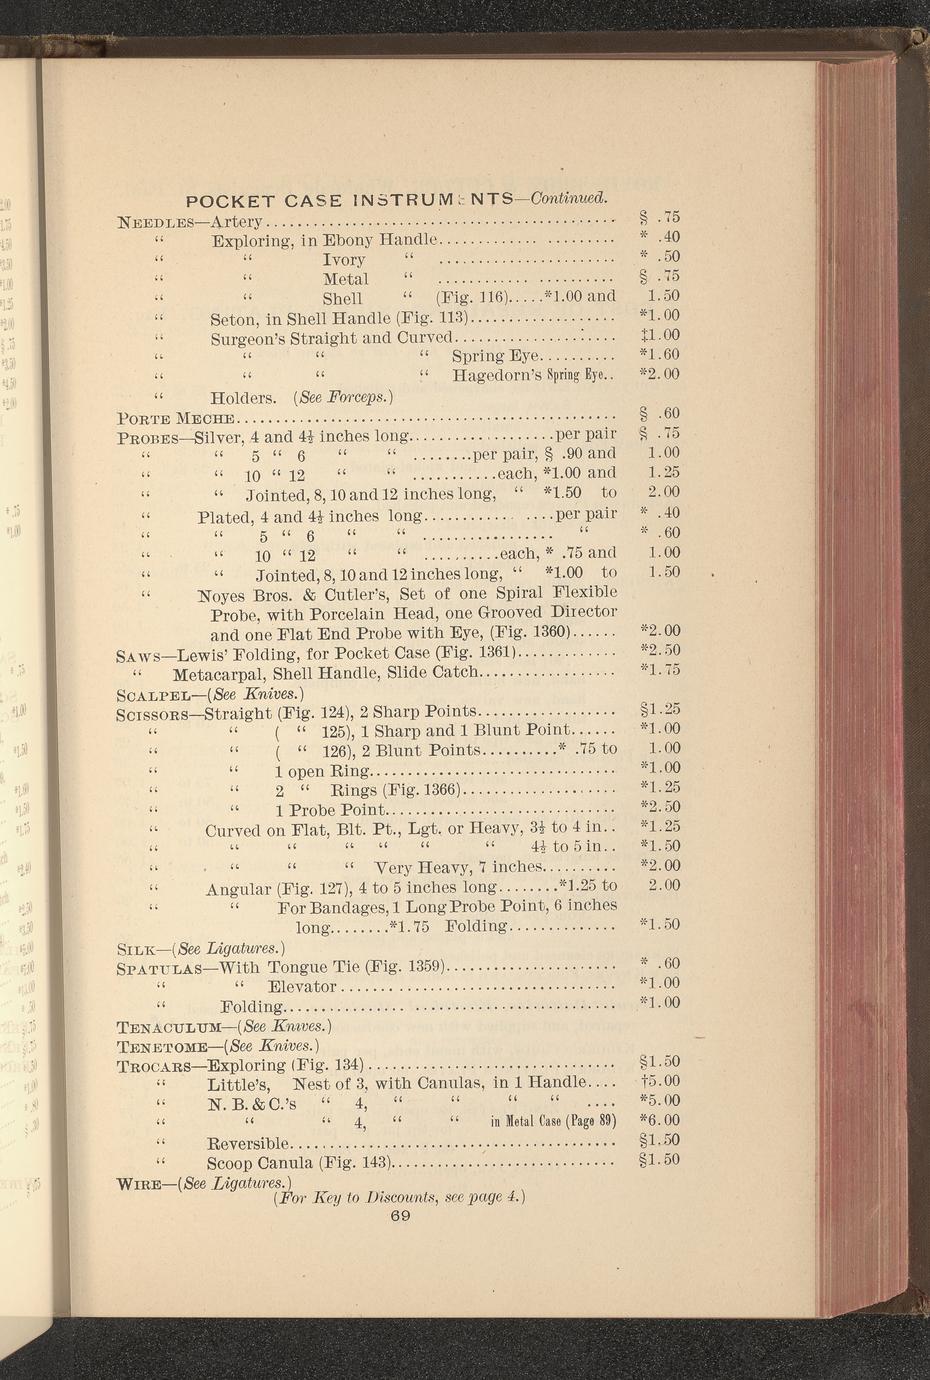 POCKET CASE INSTRUMENTS—Continued.
NEEDLES—Artery........................................... § .75
“ Exploring, in Ebony Handle............. .......... * .40
“ “ Ivory “ ...................... * .50
“ “ Metal “ ............ .......... § .75
“ “ Shell “ (Fig. 116).....*1.00 and 1.50
“ Seton, in Shell Handle (Fig. 113).................. *1.00
“ Surgeon's Straight and Curved.................... ‡1.00
“ “ “ “ Spring Eye.......... *1.60
“ “ “ “ Hagedorn's Spring Eye.. *2.00
“ Holders. (See Forceps.)
PORTE MECHE............................................... § .60
PROBES—Silver, 4 and 4½ inches long..................per pair § .75
“ “ 5 “ 6 “ “ ........per pair, § .90 and 1.00
“ “ 10 “ 12 “ “ ...........each, *1.00 and 1.25
“ “ Jointed, 8, 10 and 12 inches long, “ *1.50 to 2.00
“ Plated, 4 and 4½ inches long........... ....per pair * .40
“ “ 5 “ 6 “ “ ................ “ * .60
“ “ 10 “ 12 “ “ ..........each, * .75 and 1.00
“ “ Jointed, 8, 10 and 12 inches long, “ *1.00 to 1.50
“ Noyes Bros. & Cutler's, Set of one Spiral Flexible
Probe, with Porcelain Head, one Grooved Director
and one Flat End Probe with Eye, (Fig. 1360)...... *2.00
SAWS—Lewis' Folding, for Pocket Case (Fig. 1361)............ *2.50
“ Metacarpal, Shell Handle, Slide Catch................. *1.75
SCALPEL—(See Knives.)
SCISSORS—Straight (Fig. 124), 2 Sharp Points................. §1.25
“ “ ( “ 125), 1 Sharp and 1 Blunt Point...... *1.00
“ “ ( “ 126), 2 Blunt Points..........* .75 to 1.00
“ “ 1 open Ring.............................. *1.00
“ “ 2 “ Rings (Fig. 1366)................... *1.25
“ “ 1 Probe Point............................ *2.50
“ Curved on Flat, Blt. Pt., Lgt. or Heavy, 3½ to 4 in.. *1.25
“ “ “ “ “ “ “ 4½ to 5 in.. *1.50
“ “ “ “ Very Heavy, 7 inches......... *2.00
“ Angular (Fig. 127), 4 to 5 inches long........*1.25 to 2.00
“ “ For Bandages, 1 Long Probe Point, 6 inches
long........*1.75 Folding............. *1.50
SILK—(See Ligatures.)
SPATULAS—With Tongue Tie (Fig. 1359)..................... * .60
“ “ Elevator.................................. *1.00
“ Folding............... .......................... *1.00
TENACULUM—(See Knives.)
TENETOME—(See Knives.)
TROCARS—Exploring (Fig. 134).............................. §1.50
“ Little's, Nest of 3, with Canulas, in 1 Handle.... †5.00
“ N. B. & C.'s “ 4, “ “ “ “ .... *5.00
“ “ “ 4, “ “ in Metal Case (Page 89) *6.00
“ Reversible........................................ §1.50
“ Scoop Canula (Fig. 143)........................... §1.50
WIRE—(See Ligatures.)
(For Key to Discounts, see page 4.)
69